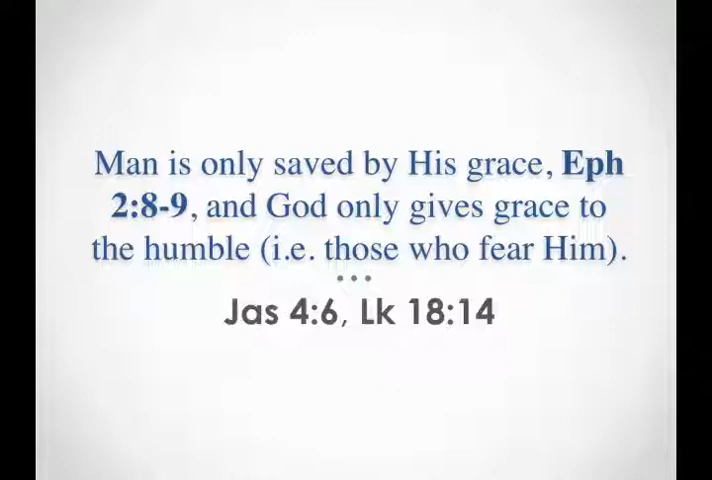 Man is only saved by His grace, Eph
2:8-9, and God only gives grace to
the humble (i.e. those who fear Him).
Jas 4:6, Lk 18:14